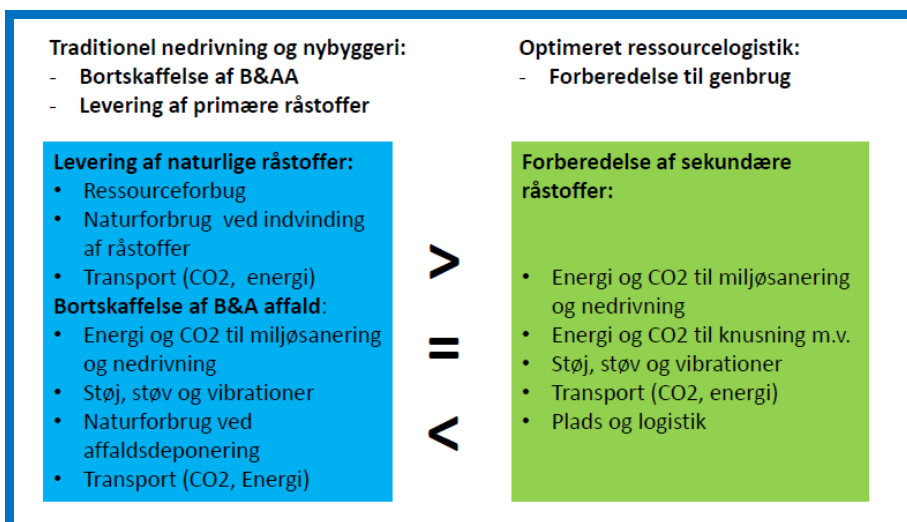 Traditionel nedrivning og nybyggeri:
- Bortskaffelse af B&AA
- Levering af primære råstoffer
Optimeret ressourcelogistik:
- Forberedelse til genbrug
Levering af naturlige råstoffer:
• Ressourceforbug
• Naturforbrug ved indvinding
af råstoffer
• Transport (CO2, energi)
Bortskaffelse af B&A affald:
• Energi og CO2 til miljøsanering
og nedrivning
• Støj, støv og vibrationer
• Naturforbrug ved
affaldsdeponering
• Transport (CO2, Energi)
>
=
<
Forberedelse af sekundære
råstoffer:
• Energi og CO2 til miljøsanering
og nedrivning
• Energi og CO2 til knusning m.v.
• Støj, støv og vibrationer
• Transport (CO2, energi)
• Plads og logistik